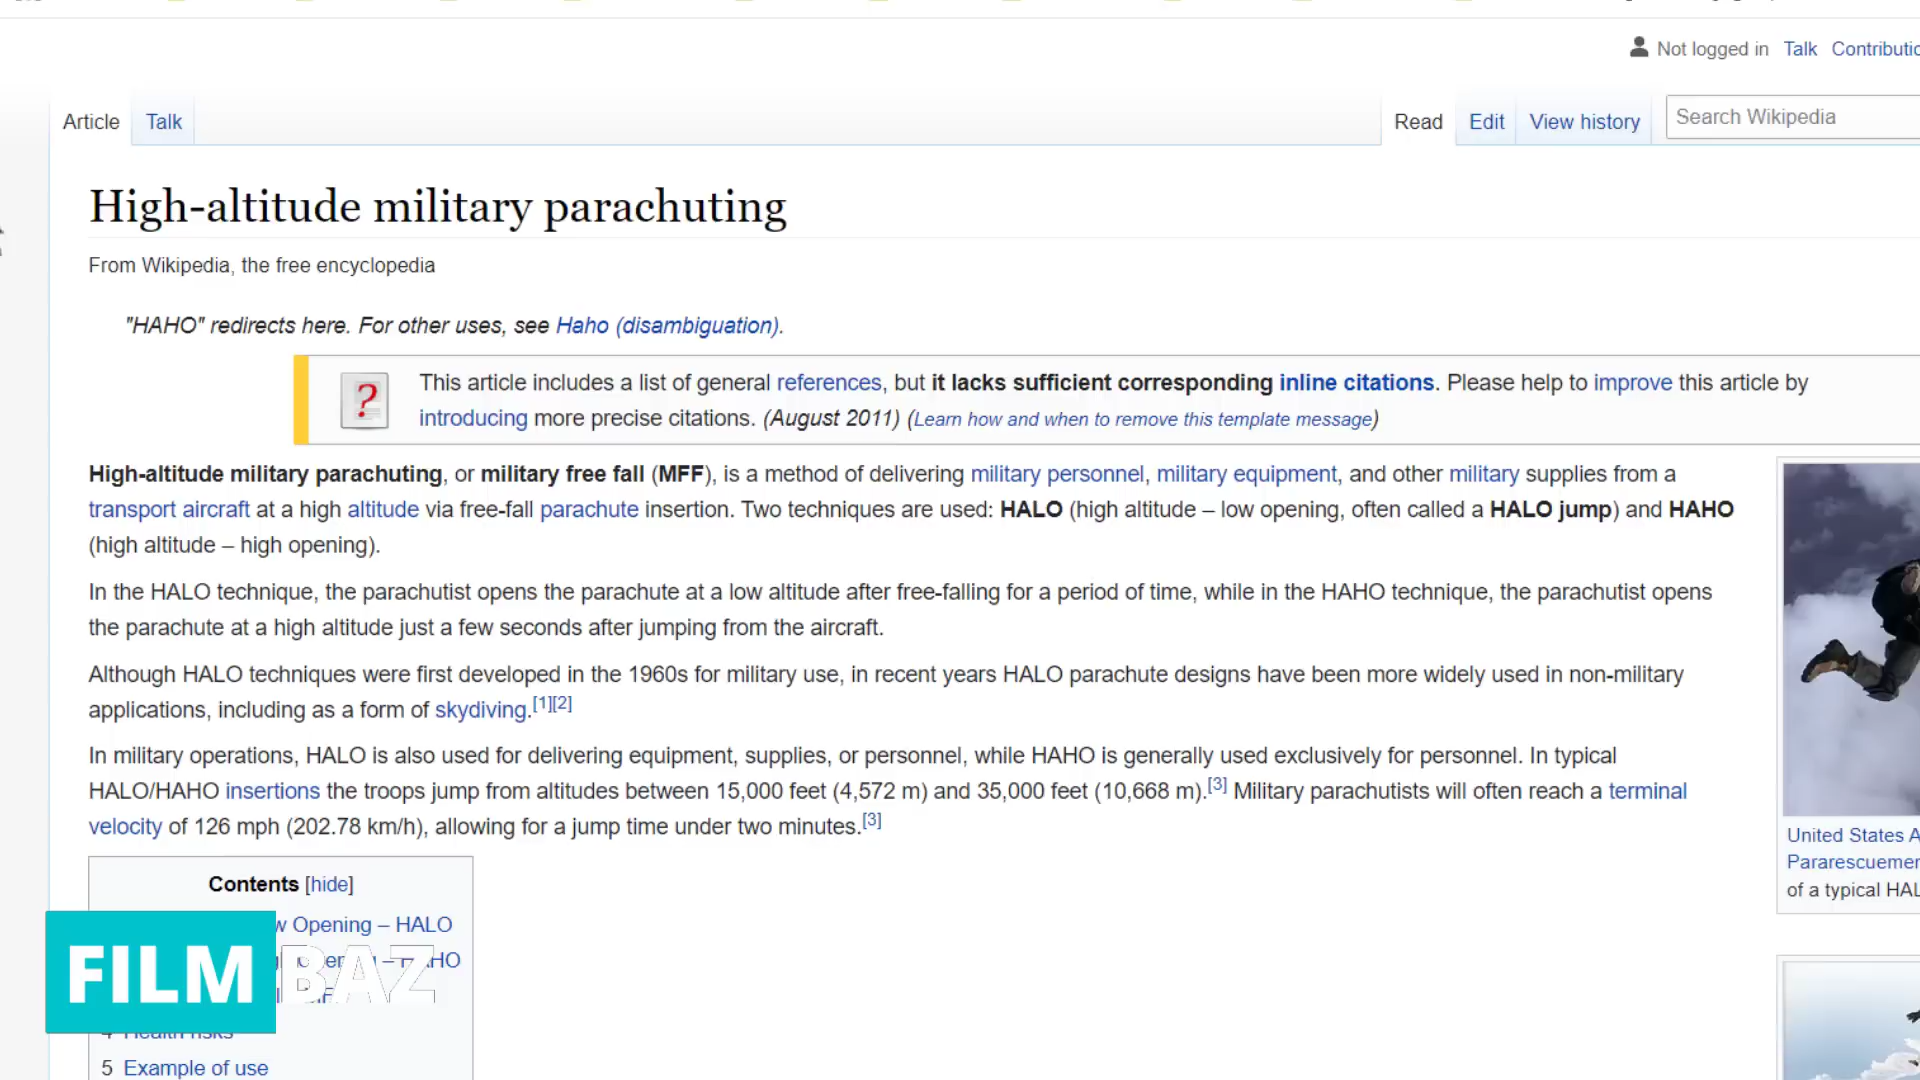 Not logged in Talk
Article Talk Read Edit View history Search Wikipedia
High-altitude military parachuting
From Wikipedia, the free encyclopedia
"HAHO" redirects here. For other uses, see Haho (disambiguation).
This article includes a list of general references, but it lacks sufficient corresponding inline citations. Please help to improve this article by
introducing more precise citations. (August 2011) (Learn how and when to remove this template message)
High-altitude military parachuting, or military free fall (MFF), is a method of delivering military personnel, military equipment, and other military supplies from a
transport aircraft at a high altitude via free-fall parachute insertion. Two techniques are used: HALO (high altitude – low opening, often called a HALO jump) and HAHO
(high altitude – high opening).
In the HALO technique, the parachutist opens the parachute at a low altitude after free-falling for a period of time, while in the HAHO technique, the parachutist opens
the parachute at a high altitude just a few seconds after jumping from the aircraft.
Although HALO techniques were first developed in the 1960s for military use, in recent years HALO parachute designs have been more widely used in non-military
applications, including as a form of skydiving.[1][2]
In military operations, HALO is also used for delivering equipment, supplies, or personnel, while HAHO is generally used exclusively for personnel. In typical
HALO/HAHO insertions the troops jump from altitudes between 15,000 feet (4,572 m) and 35,000 feet (10,668 m).[3] Military parachutists will often reach a terminal
velocity of 126 mph (202.78 km/h), allowing for a jump time under two minutes.[3]
United States
of a typical
Contents [hide]
Opening – HALO
FILM BAZ
4 Health risks
5 Example of use